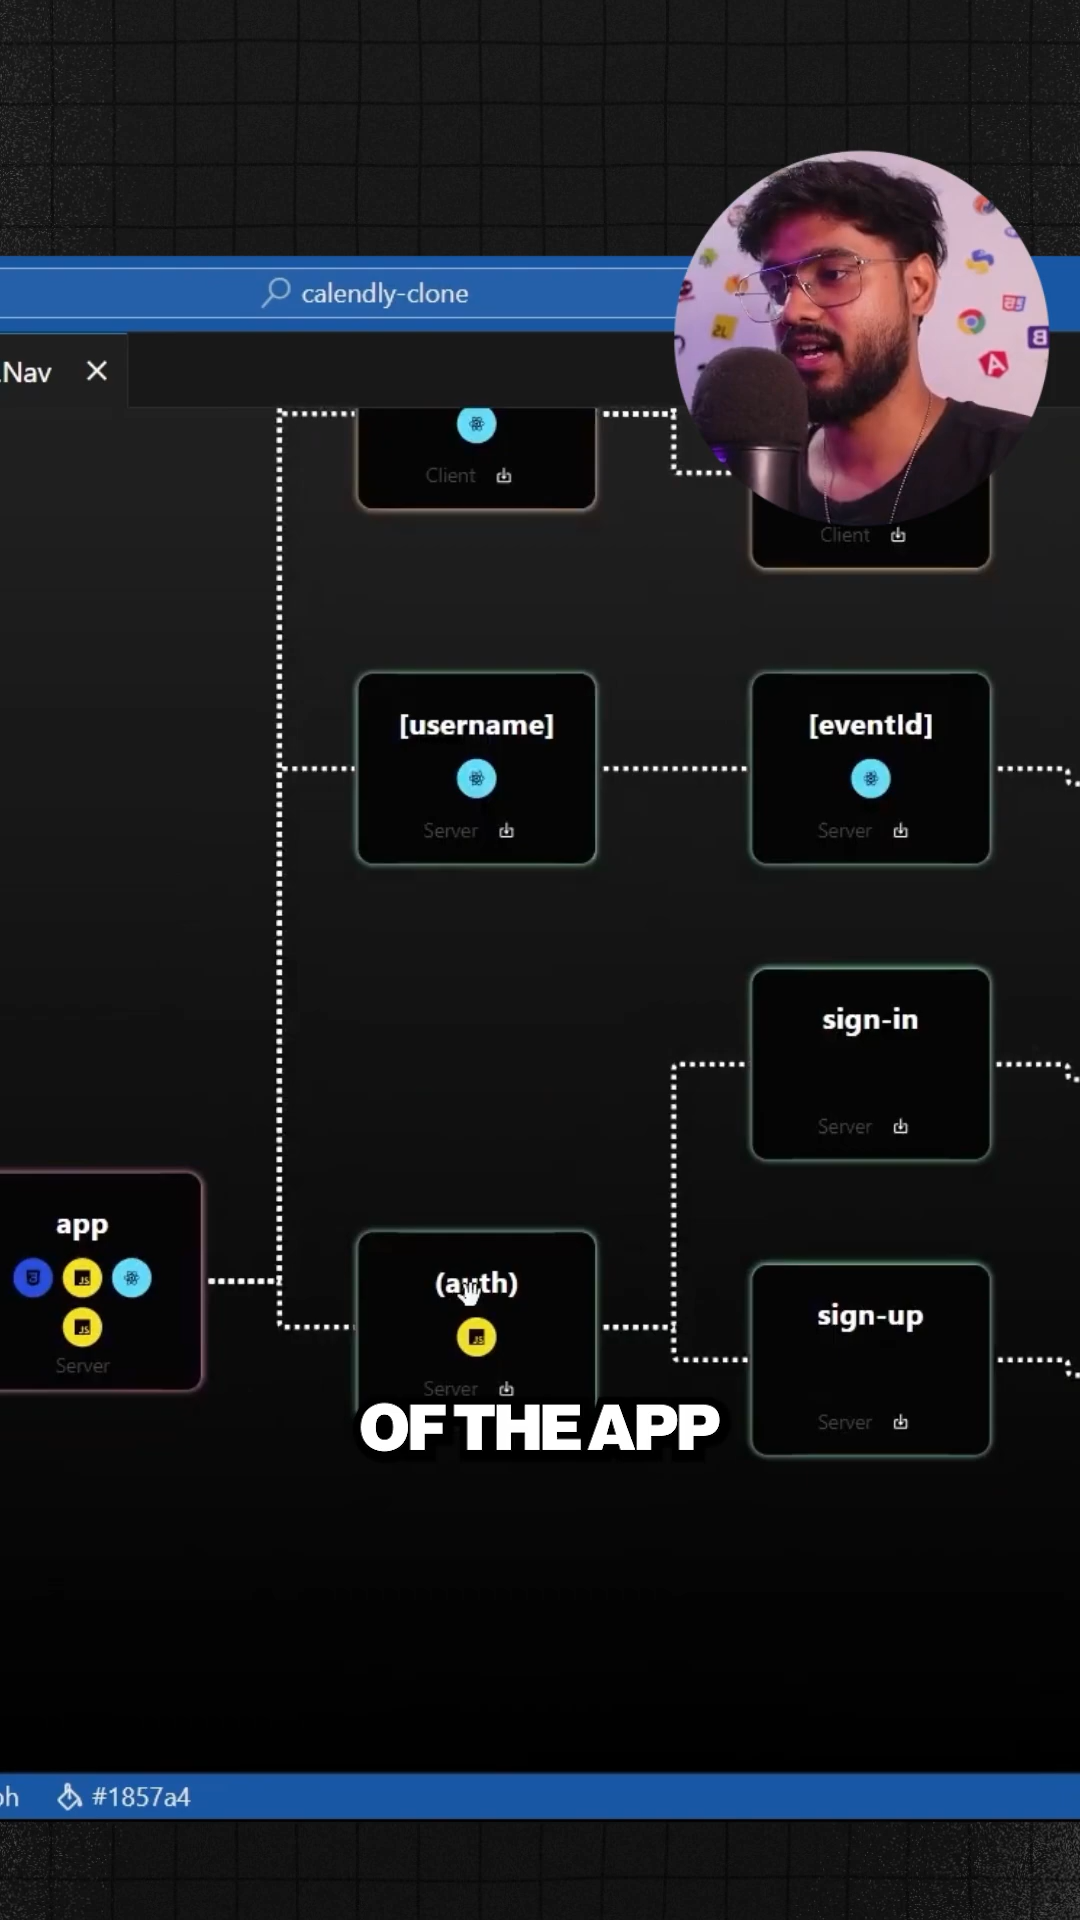 calendly-clone
.Nav
Client
Client
[username]
Server
[eventId]
Server
sign-in
Server
app
Server
(auth)
Server
sign-up
Server
OF THE APP
ph
#1857a4